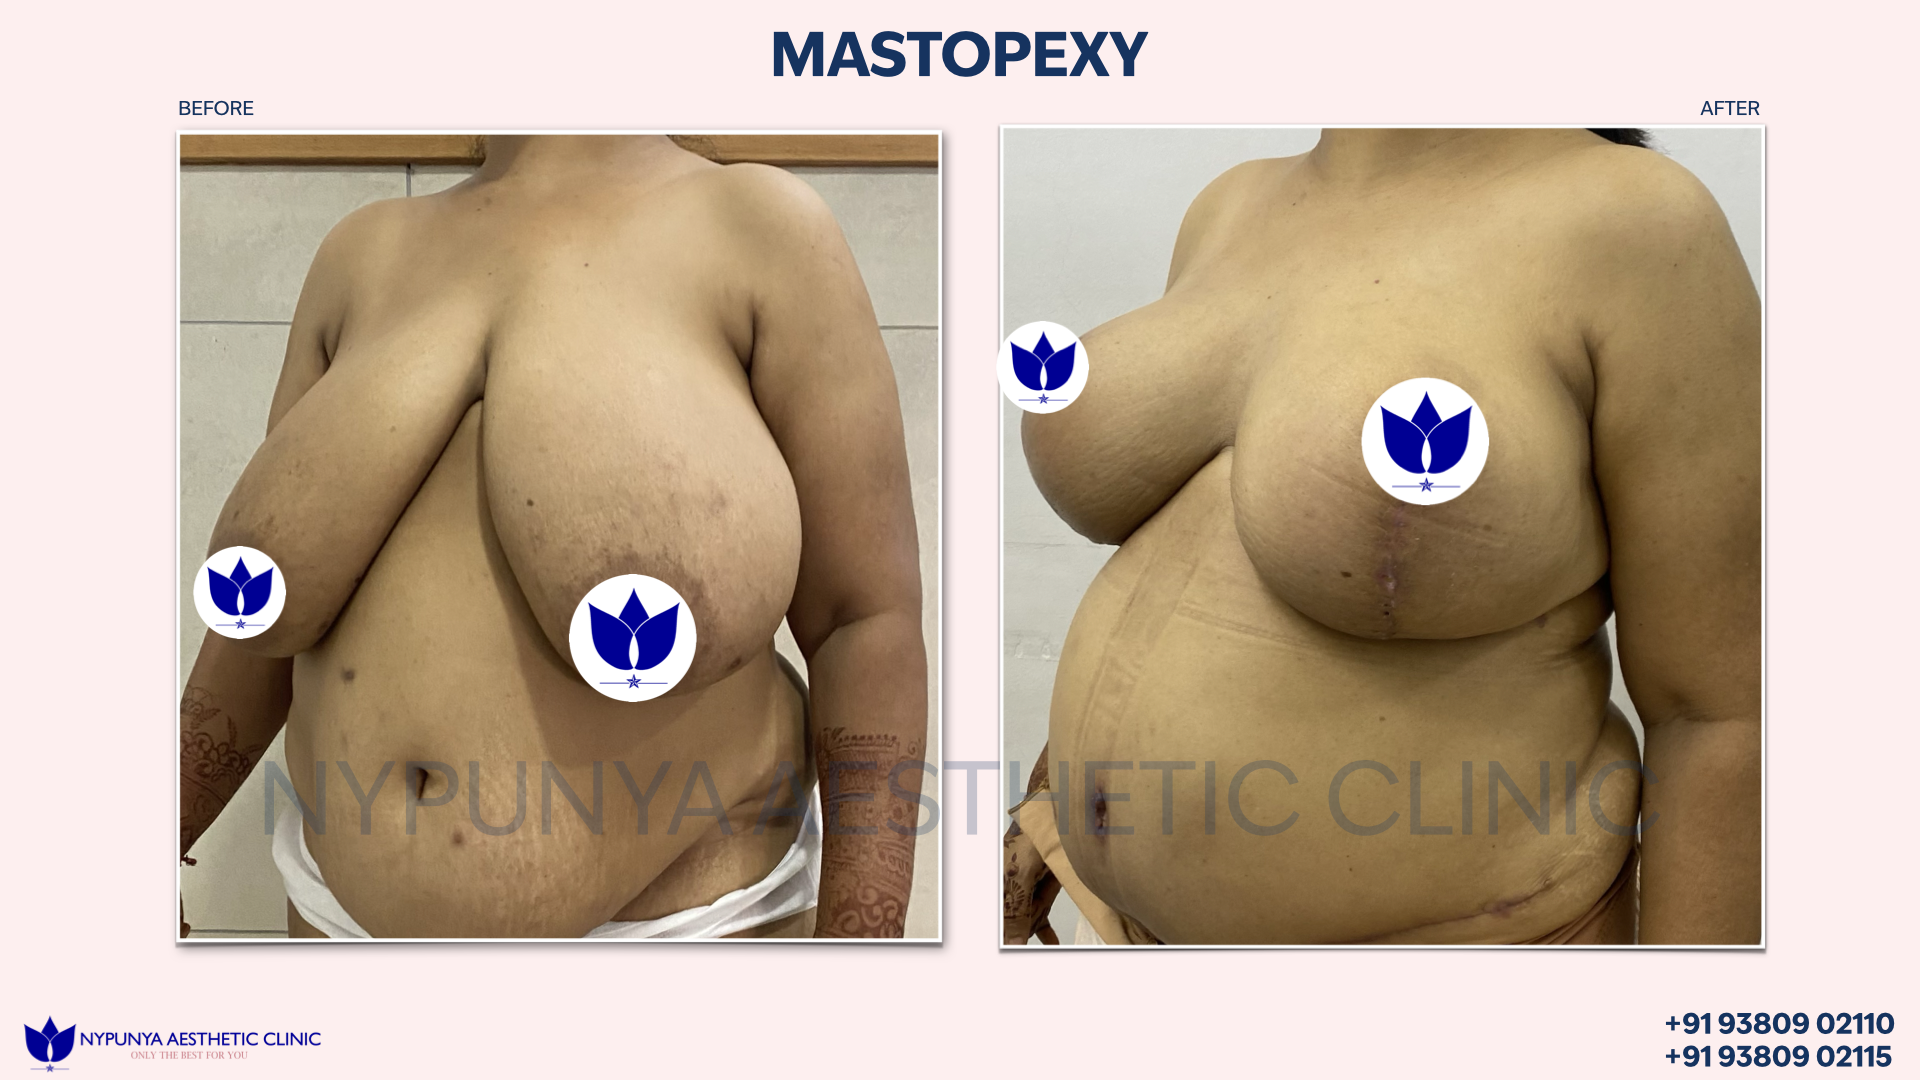 MASTOPEXY
BEFORE
AFTER
NYPUNYA AESTHETIC CLINIC
NYPUNYA AESTHETIC CLINIC
ONLY THE BEST FOR YOU
+91 93809 02110
+91 93809 02115